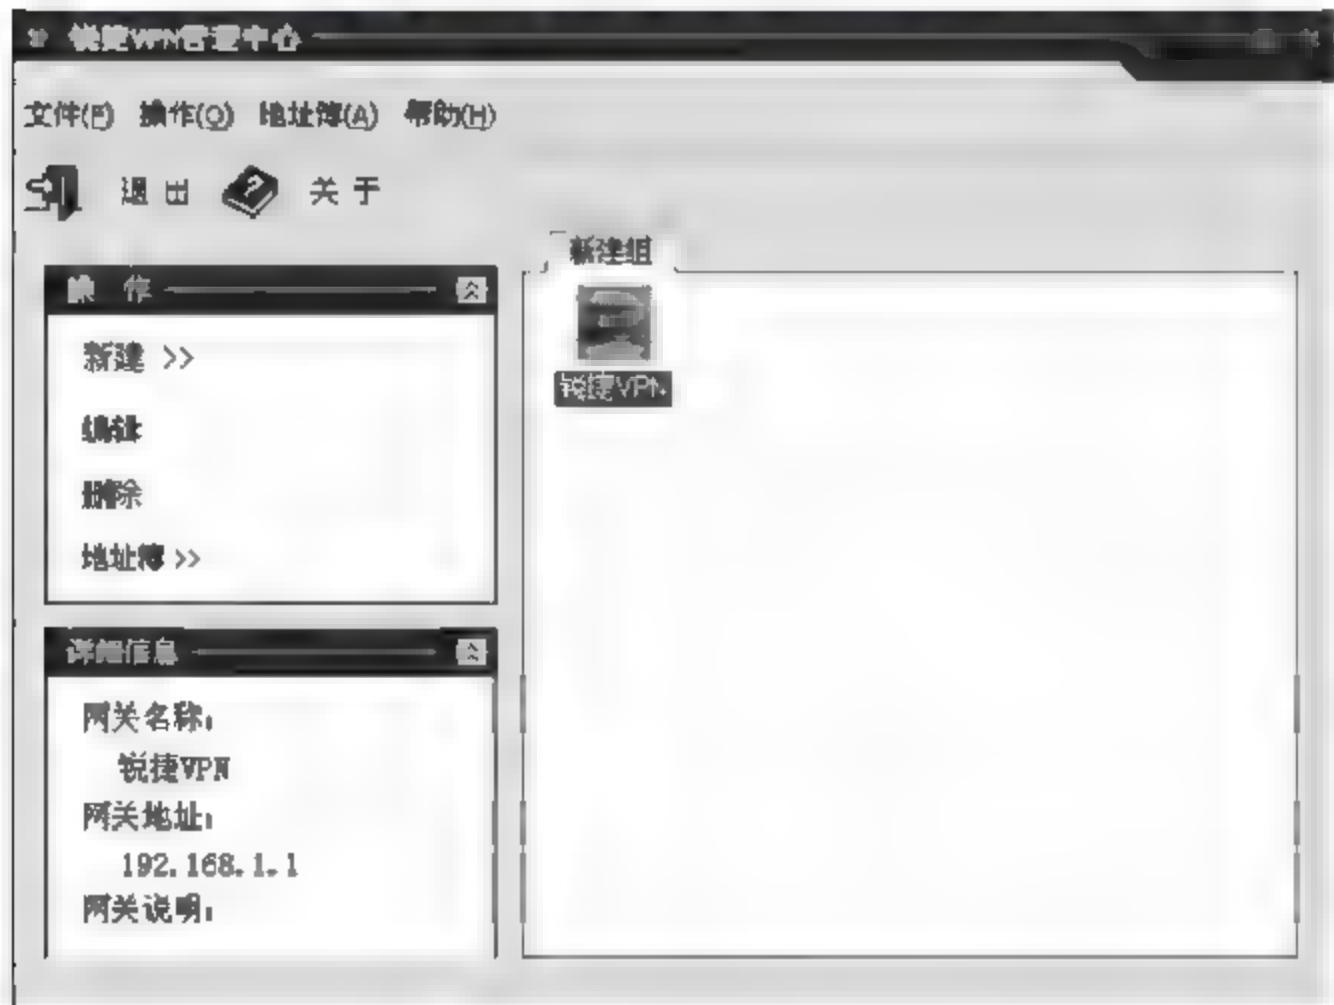 锐捷VPN管理中心
文件(F) 操作(O) 地址簿(A) 帮助(H)
退出 关于
新建组
操 作
锐捷VPN
新建 >>
编辑
删除
地址簿 >>
详细信息
网关名称:
锐捷VPN
网关地址:
192.168.1.1
网关说明: